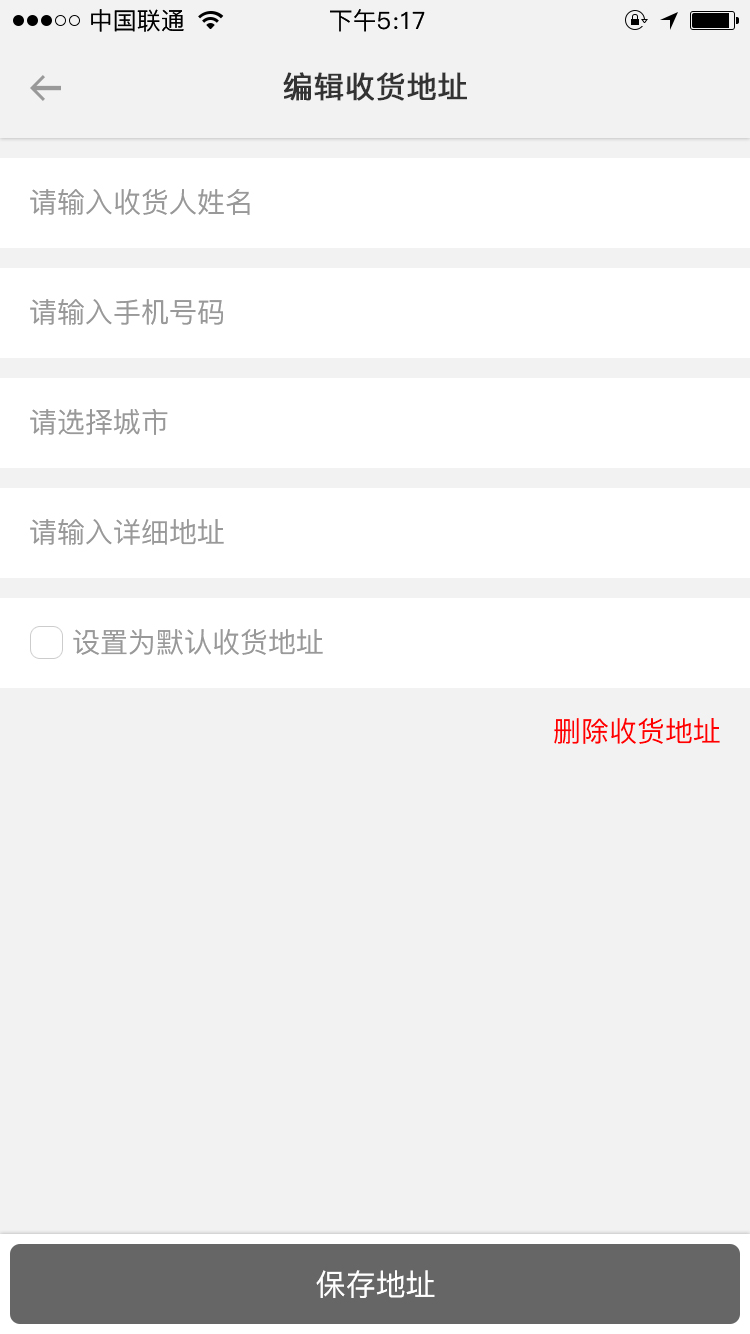 中国联通 下午5:17
编辑收货地址
请输入收货人姓名
请输入手机号码
请选择城市
请输入详细地址
设置为默认收货地址
删除收货地址
保存地址